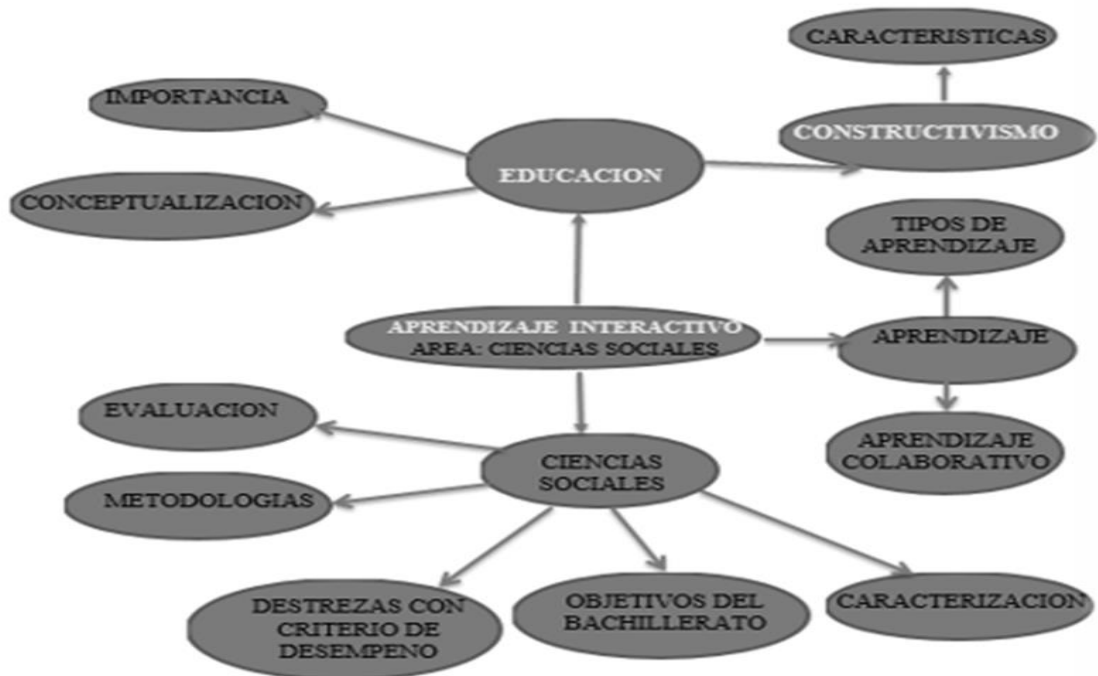 CARACTERISTICAS
IMPORTANCIA
CONSTRUCTIVISMO
EDUCACION
CONCEPTUALIZACION
TIPOS DE
APRENDIZAJE
APRENDIZAJE INTERACTIVO
AREA: CIENCIAS SOCIALES
APRENDIZAJE
EVALUACION
APRENDIZAJE
COLABORATIVO
CIENCIAS
SOCIALES
METODOLOGIAS
DESTREZAS CON
CRITERIO DE
DESEMPENO
OBJETIVOS DEL
BACHILLERATO
CARACTERIZACION